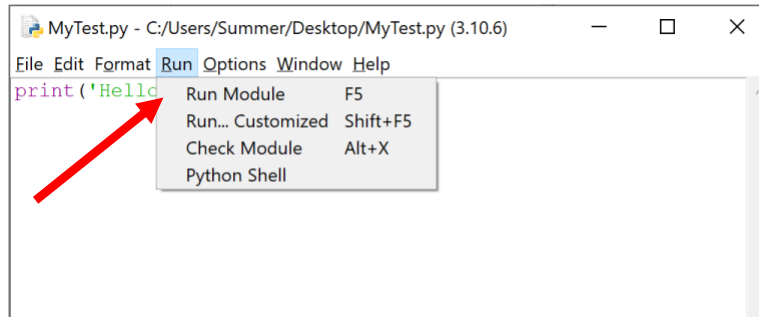 MyTest.py - C:/Users/Summer/Desktop/MyTest.py (3.10.6)
File Edit Format Run Options Window Help
print('Hello
Run Module F5
Run... Customized Shift+F5
Check Module Alt+X
Python Shell